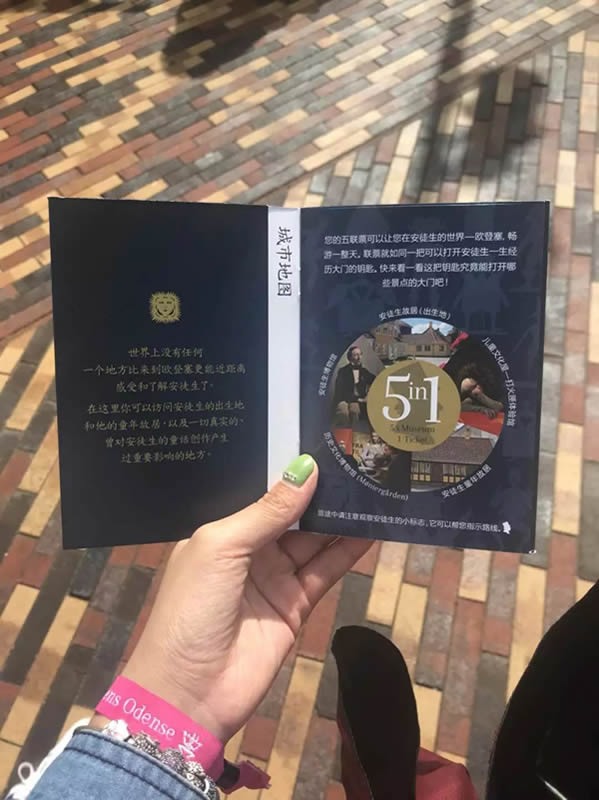 世界上没有任何
一个地方比来到欧登塞更能近距离
感受和了解安徒生了。
在这里你可以访问安徒生的出生地
和他的童年故居，以及一切真实的、
曾对安徒生的童话创作产生
过重要影响的地方。
城市地图
您的五联票可以让您在安徒生的世界—欧登塞，畅
游一整天。联票就如同一把可以打开安徒生一生经
历大门的钥匙。快来看一看这把钥匙究竟能打开哪
些景点的大门吧！
安徒生故居（出生地）
安徒生博物馆
儿童文化馆—打火匣体验馆
5in1
5 x Museum
1 Ticket
历史文化博物馆 (Møntergården)
安徒生童年故居
旅途中请注意观察安徒生的小标志，它可以帮您指示路线。
ens Odense